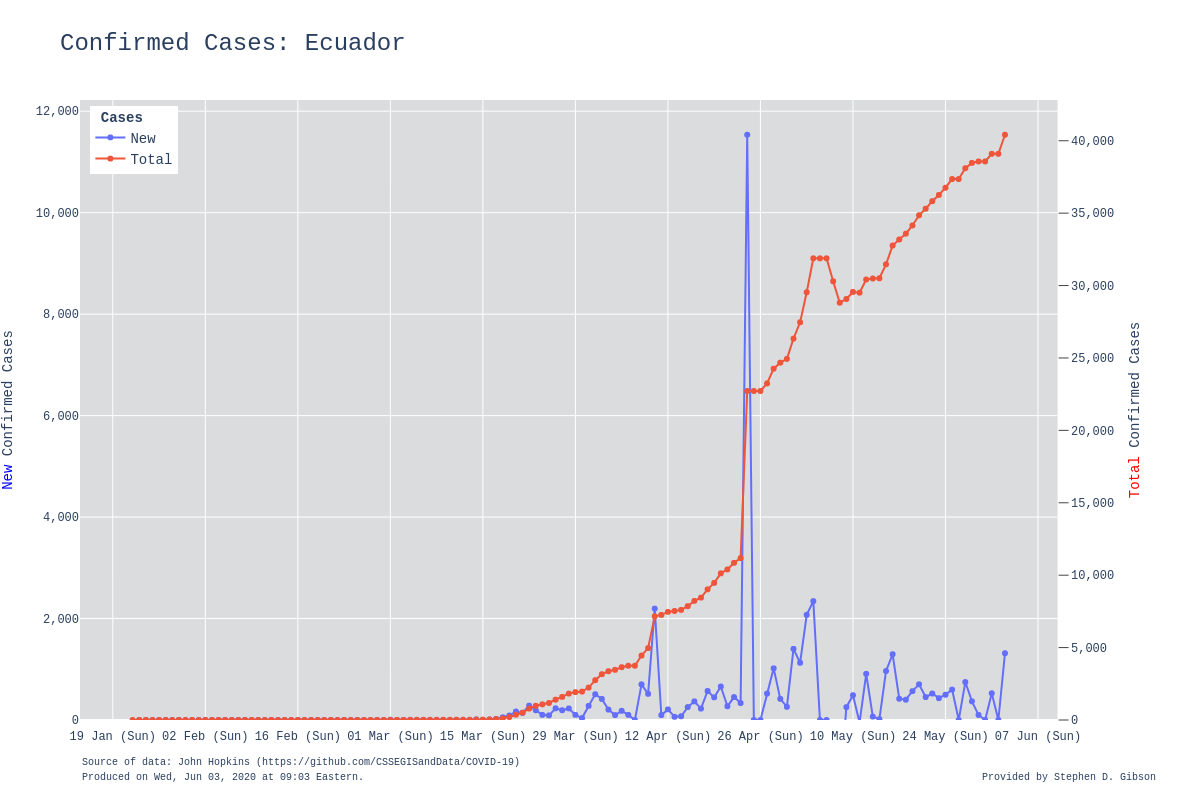 Confirmed Cases: Ecuador
Cases
New
Total
12,000
10,000
8,000
6,000
4,000
2,000
0
New Confirmed Cases
40,000
35,000
30,000
25,000
20,000
15,000
10,000
5,000
0
Total Confirmed Cases
19 Jan (Sun) 02 Feb (Sun) 16 Feb (Sun) 01 Mar (Sun) 15 Mar (Sun) 29 Mar (Sun) 12 Apr (Sun) 26 Apr (Sun) 10 May (Sun) 24 May (Sun) 07 Jun (Sun)
Source of data: John Hopkins (https://github.com/CSSEGISandData/COVID-19)
Produced on Wed, Jun 03, 2020 at 09:03 Eastern.
Provided by Stephen D. Gibson